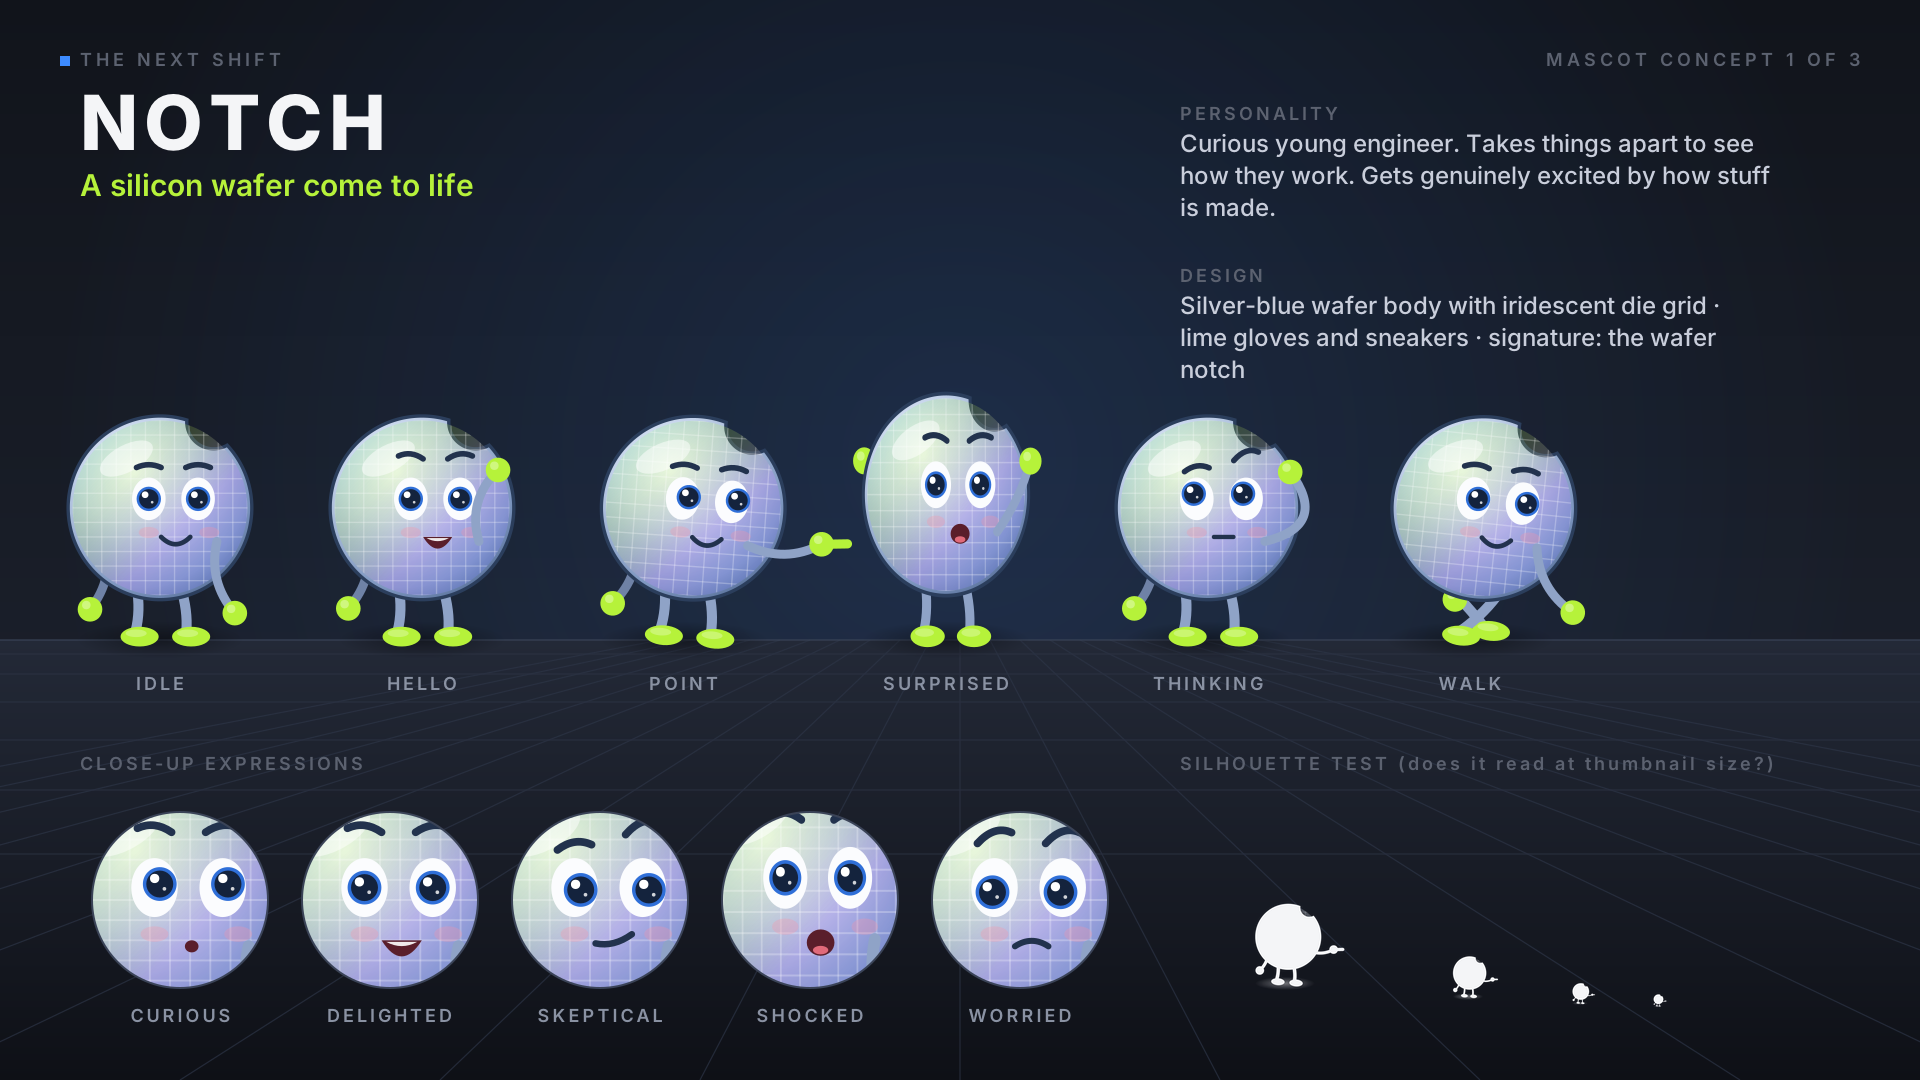 THE NEXT SHIFT
MASCOT CONCEPT 1 OF 3
NOTCH
A silicon wafer come to life
PERSONALITY
Curious young engineer. Takes things apart to see
how they work. Gets genuinely excited by how stuff
is made.
DESIGN
Silver-blue wafer body with iridescent die grid ·
lime gloves and sneakers · signature: the wafer
notch
IDLE
HELLO
POINT
SURPRISED
THINKING
WALK
CLOSE-UP EXPRESSIONS
SILHOUETTE TEST (does it read at thumbnail size?)
CURIOUS
DELIGHTED
SKEPTICAL
SHOCKED
WORRIED